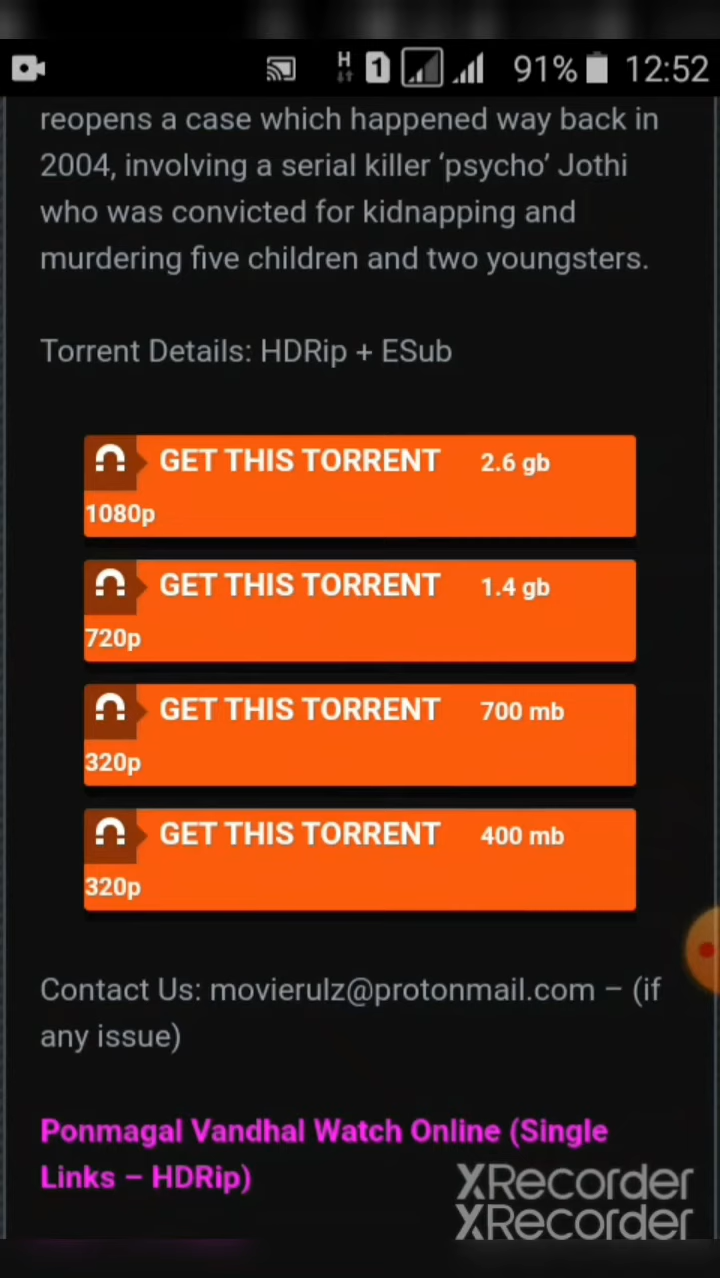 H 1 91% 12:52
reopens a case which happened way back in
2004, involving a serial killer ‘psycho’ Jothi
who was convicted for kidnapping and
murdering five children and two youngsters.
Torrent Details: HDRip + ESub
GET THIS TORRENT 2.6 gb
1080p
GET THIS TORRENT 1.4 gb
720p
GET THIS TORRENT 700 mb
320p
GET THIS TORRENT 400 mb
320p
Contact Us: movierulz@protonmail.com – (if
any issue)
Ponmagal Vandhal Watch Online (Single
Links – HDRip)
XRecorder
XRecorder